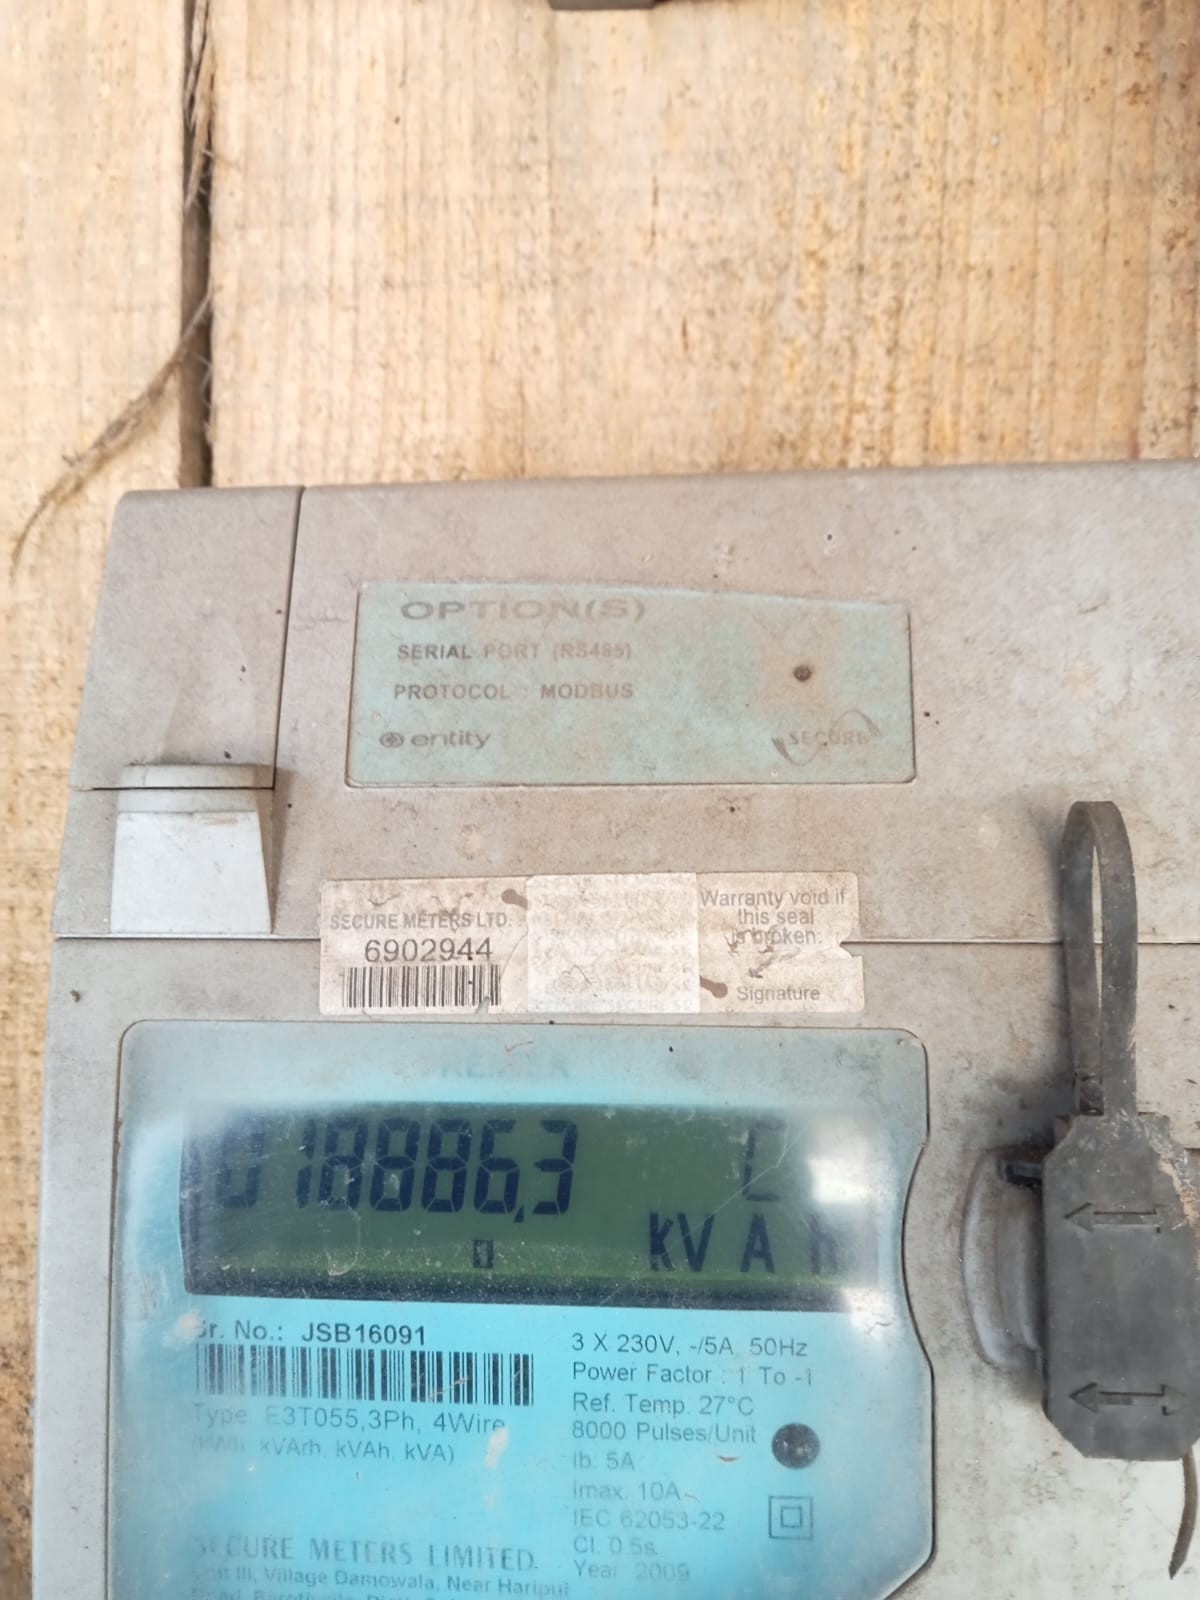 OPTION(S)
SERIAL PORT (RS485)
PROTOCOL : MODBUS
entity
SECURE
SECURE METERS LTD.
6902944
Warranty void if
this seal
is broken.
Signature
018886.3 C
kVAh
Sr. No.: JSB16091
Type E3T055,3Ph, 4Wire
kVArh, kVAh, kVA)
3 X 230V, -/5A, 50Hz
Power Factor : 1 To -1
Ref. Temp. 27°C
8000 Pulses/Unit
Ib: 5A
Imax. 10A
IEC 62053-22
Cl. 0.5s
Year 2009
SECURE METERS LIMITED.
Unit III, Village Damowala, Near Haripur